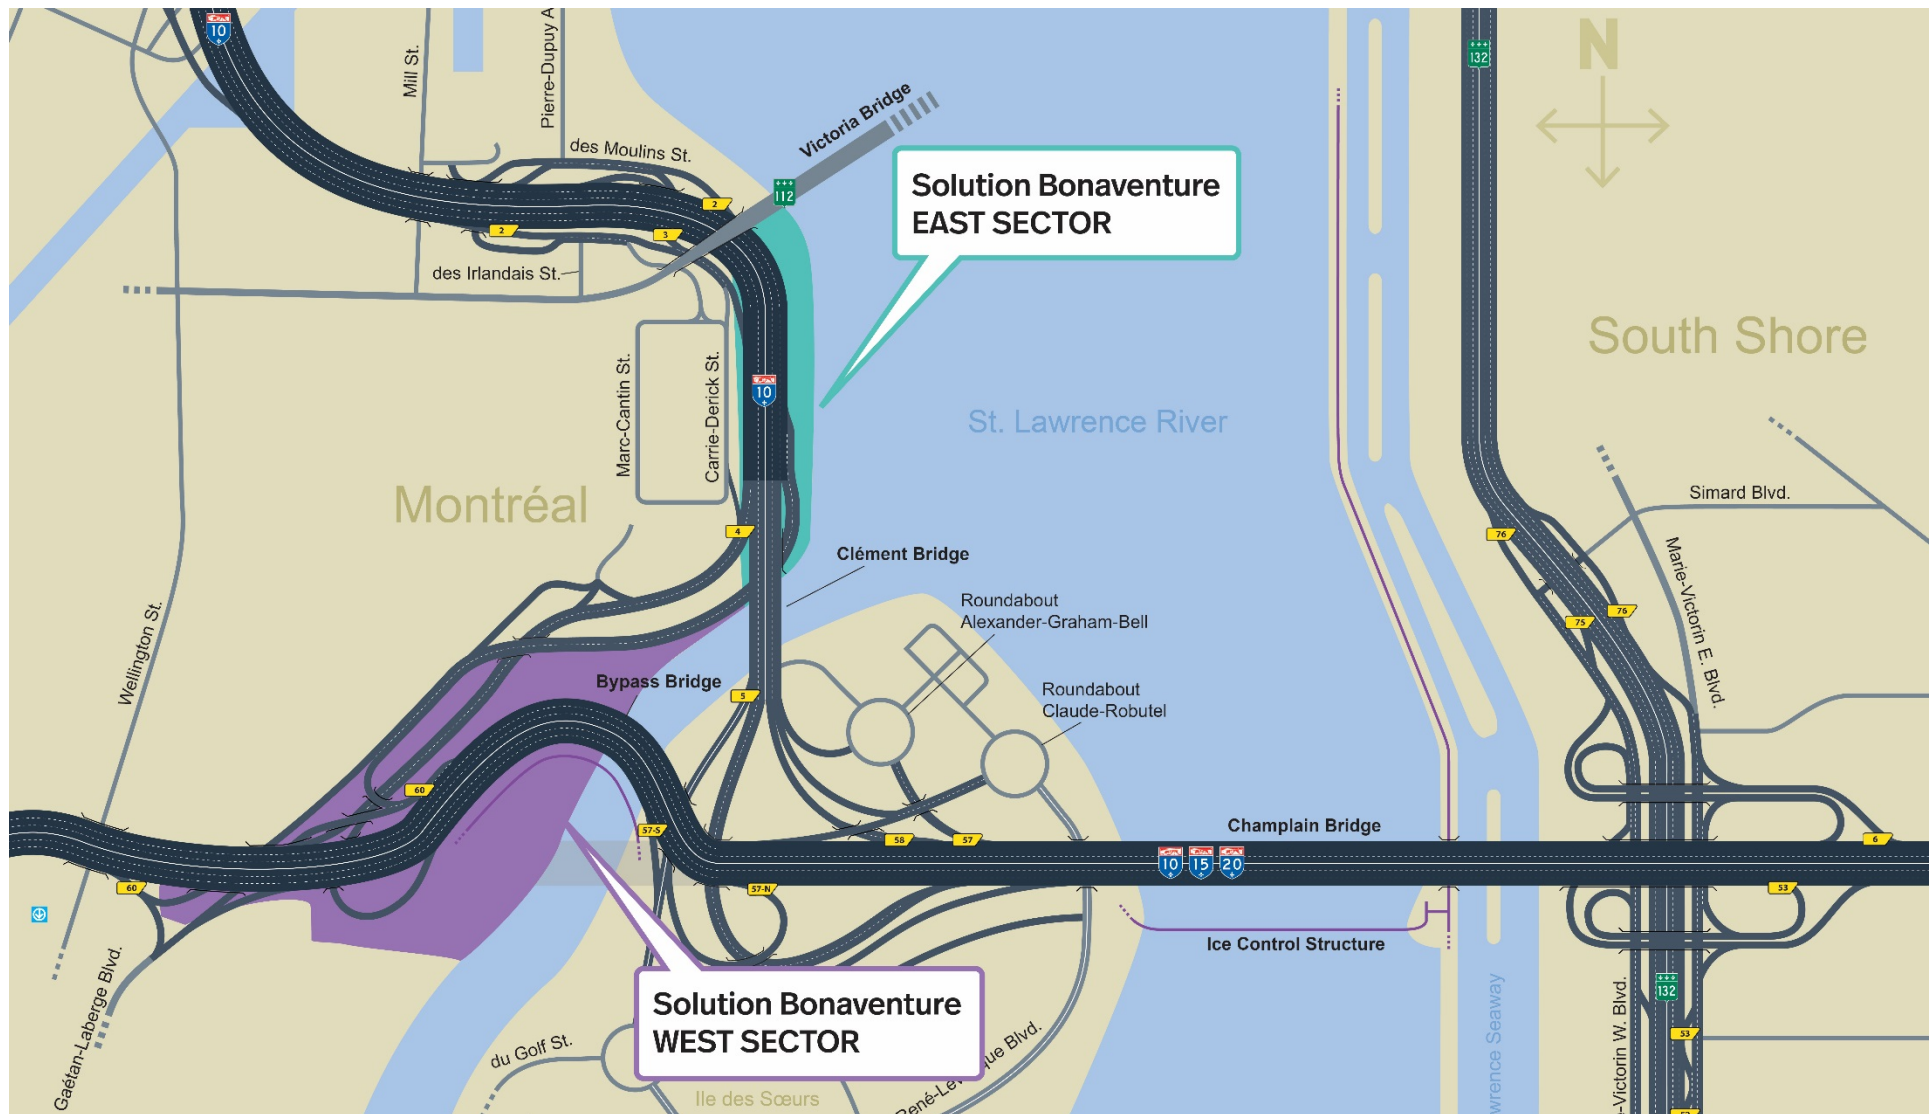 10
Mill St.
Pierre-Dupuy A
Victoria Bridge
132
N
des Moulins St.
112
2
2
3
Solution Bonaventure
EAST SECTOR
des Irlandais St.
South Shore
Marc-Cantin St.
Carrie-Derick St.
10
St. Lawrence River
Montréal
Simard Blvd.
4
76
Clément Bridge
Marie-Victorin E. Blvd.
Roundabout
Alexander-Graham-Bell
76
75
Wellington St.
Bypass Bridge
5
Roundabout
Claude-Robutel
60
57-S
58
57
Champlain Bridge
6
10
15
20
60
57-N
53
Ice Control Structure
Gaétan-Laberge Blvd.
Solution Bonaventure
WEST SECTOR
132
53
du Golf St.
Ile des Sœurs
wrence Seaway
-Victorin W. Blvd.